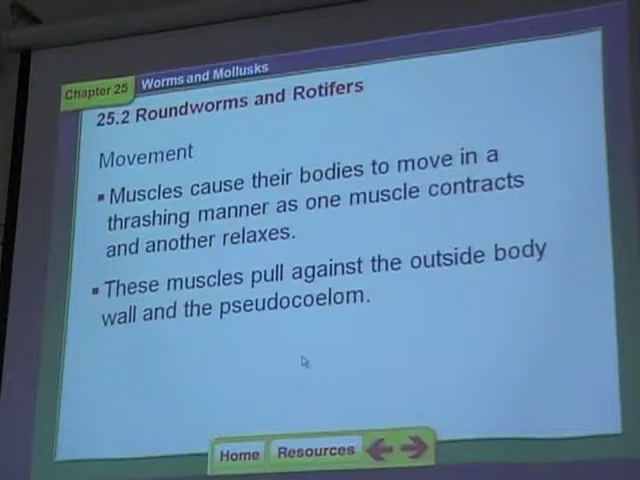 Chapter 25 Worms and Mollusks
25.2 Roundworms and Rotifers
Movement
▪ Muscles cause their bodies to move in a
thrashing manner as one muscle contracts
and another relaxes.
▪ These muscles pull against the outside body
wall and the pseudocoelom.
Home Resources